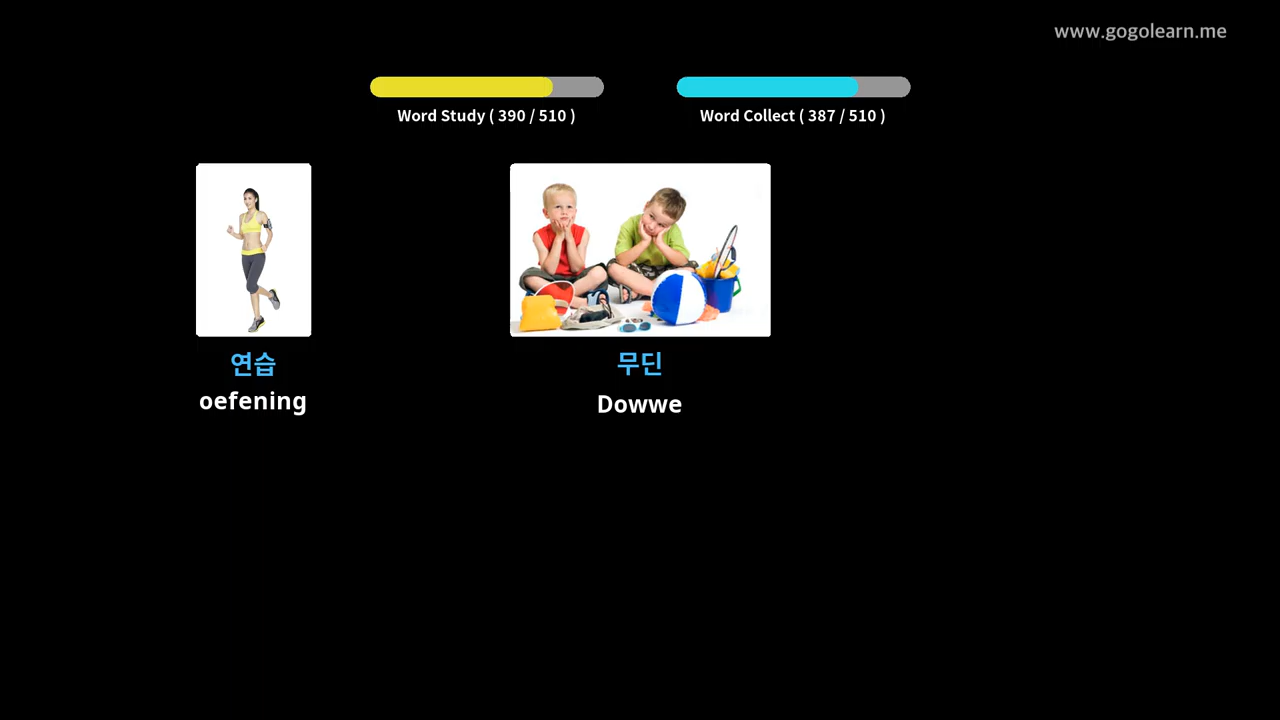 www.gogolearn.me
Word Study ( 390 / 510 )
Word Collect ( 387 / 510 )
연습
oefening
무딘
Dowwe